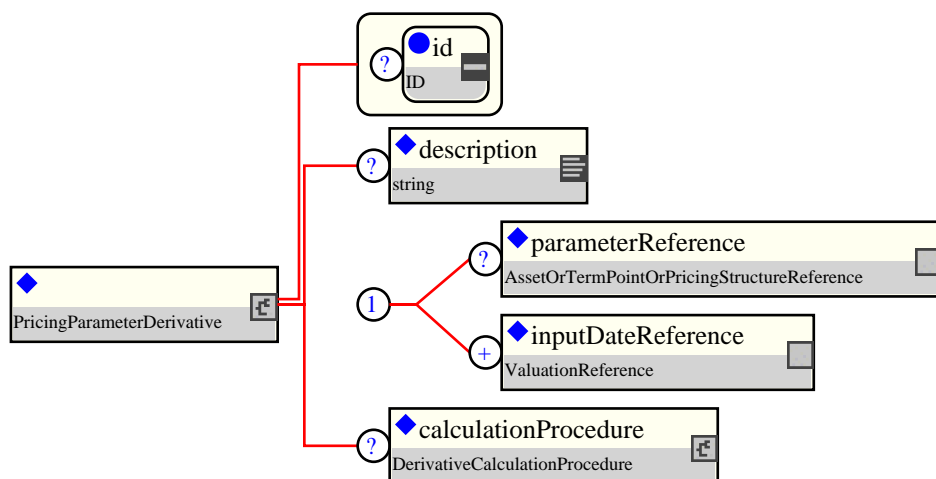 ? id
ID
? description
string
? parameterReference
AssetOrTermPointOrPricingStructureReference
PricingParameterDerivative
1
+ inputDateReference
ValuationReference
? calculationProcedure
DerivativeCalculationProcedure